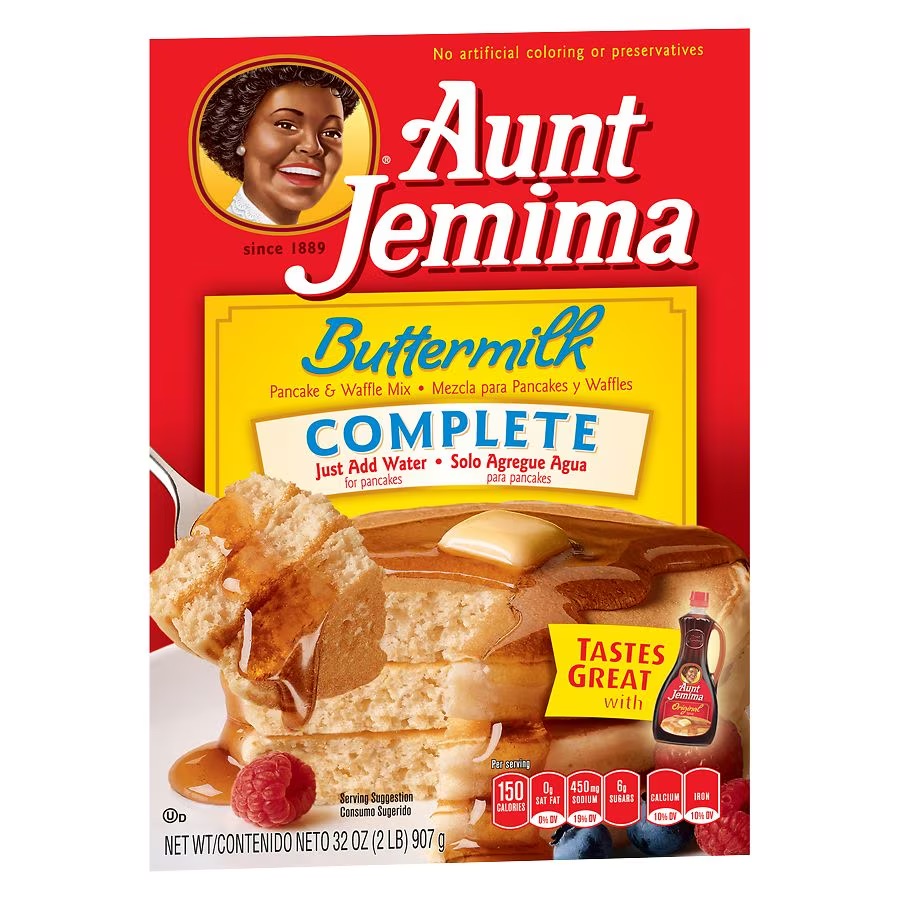 No artificial coloring or preservatives
Aunt
Jemima
®
since 1889
Buttermilk
Pancake & Waffle Mix • Mezcla para Pancakes y Waffles
COMPLETE
Just Add Water • Solo Agregue Agua
for pancakes para pancakes
TASTES
GREAT
with
Aunt
Jemima
Original
Per serving
150
CALORIES
0g
SAT FAT
0% DV
450mg
SODIUM
19% DV
6g
SUGARS
CALCIUM
10% DV
IRON
10% DV
Serving Suggestion
Consumo Sugerido
U D
NET WT/CONTENIDO NETO 32 OZ (2 LB) 907 g